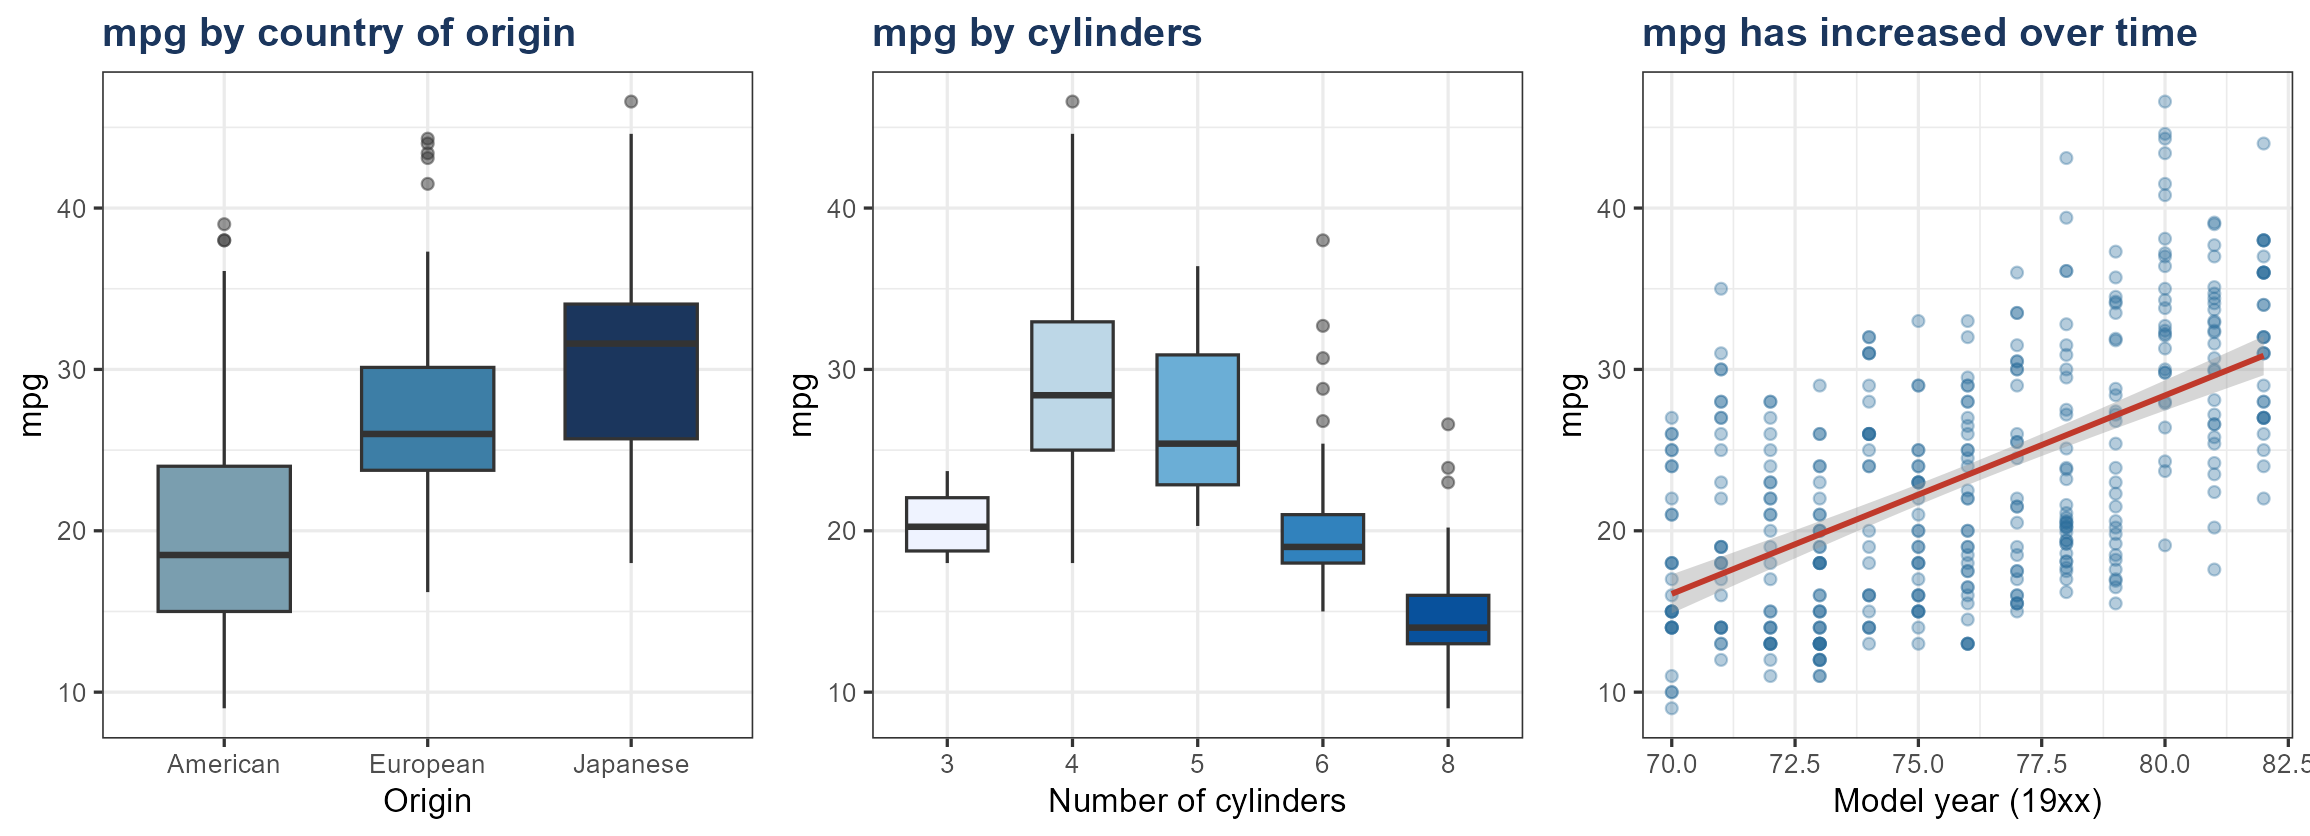 mpg by country of origin
mpg
40
30
20
10
American European Japanese
Origin
mpg by cylinders
mpg
40
30
20
10
3 4 5 6 8
Number of cylinders
mpg has increased over time
mpg
40
30
20
10
70.0 72.5 75.0 77.5 80.0 82.5
Model year (19xx)